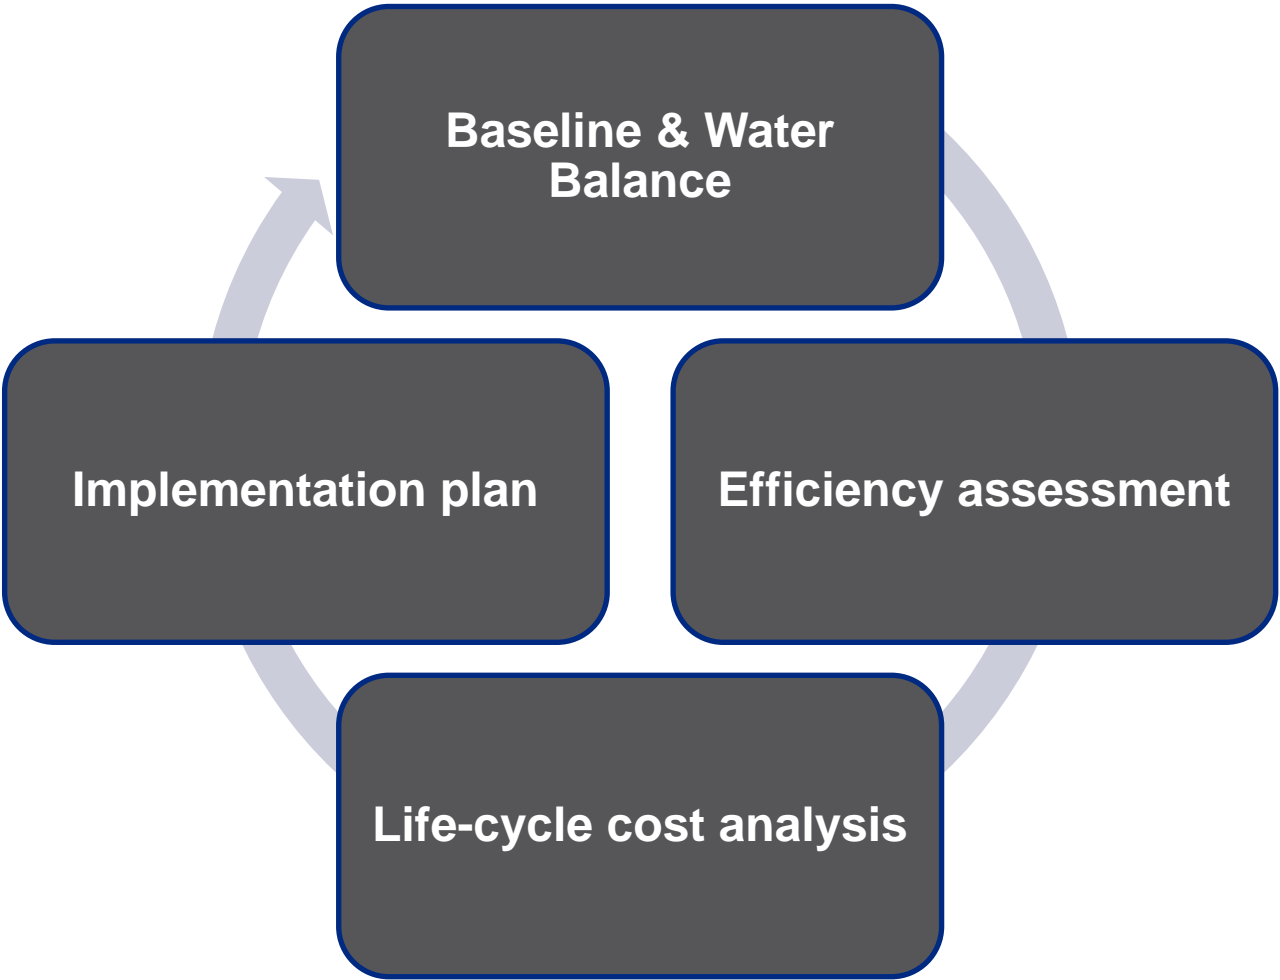 Baseline & Water
Balance
Implementation plan
Efficiency assessment
Life-cycle cost analysis